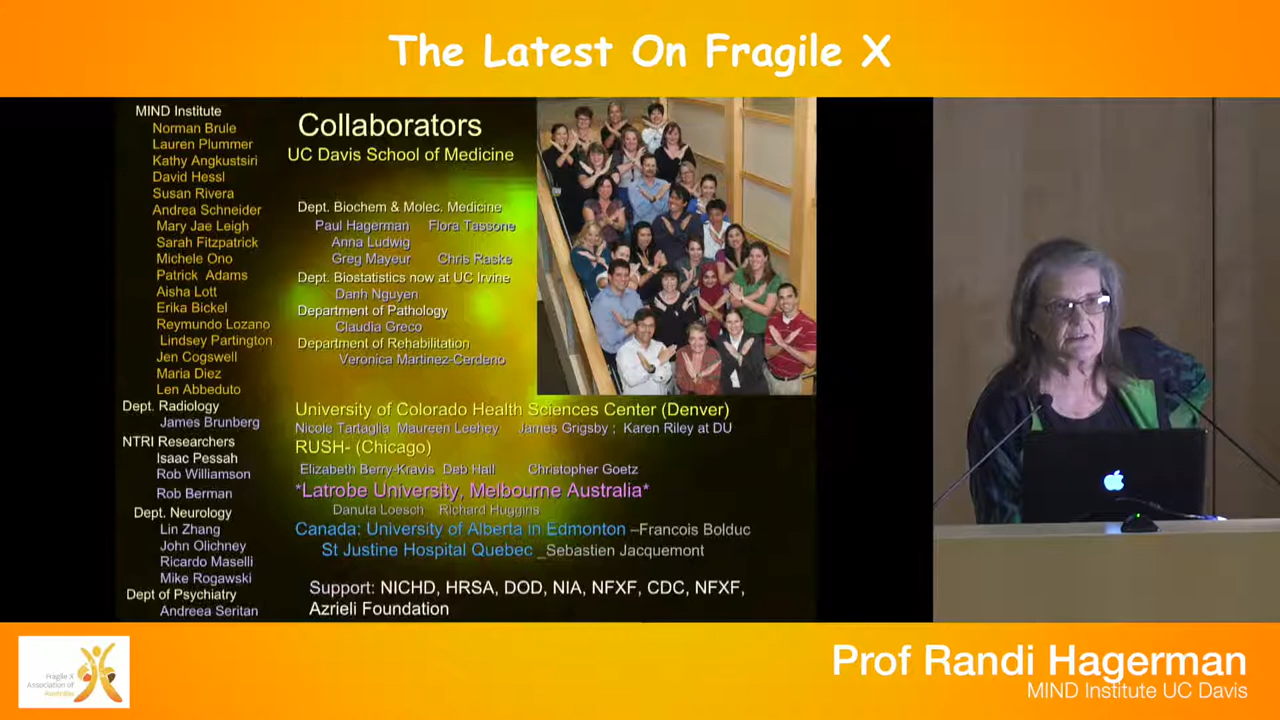 The Latest On Fragile X
MIND Institute
Norman Brule
Lauren Plummer
Kathy Angkustsiri
David Hessl
Susan Rivera
Andrea Schneider
Mary Jae Leigh
Sarah Fitzpatrick
Michele Ono
Patrick Adams
Aisha Lott
Erika Bickel
Reymundo Lozano
Lindsey Partington
Jen Cogswell
Maria Diez
Len Abbeduto
Dept. Radiology
James Brunberg
NTRI Researchers
Isaac Pessah
Rob Williamson
Rob Berman
Dept. Neurology
Lin Zhang
John Olichney
Ricardo Maselli
Mike Rogawski
Dept of Psychiatry
Andreea Seritan
Collaborators
UC Davis School of Medicine
Dept. Biochem & Molec. Medicine
Paul Hagerman Flora Tassone
Anna Ludwig
Greg Mayeur Chris Raske
Dept. Biostatistics now at UC Irvine
Danh Nguyen
Department of Pathology
Claudia Greco
Department of Rehabilitation
Veronica Martinez-Cerdeno
University of Colorado Health Sciences Center (Denver)
Nicole Tartaglia Maureen Leehey James Grigsby ; Karen Riley at DU
RUSH- (Chicago)
Elizabeth Berry-Kravis Deb Hall Christopher Goetz
*Latrobe University, Melbourne Australia*
Danuta Loesch Richard Huggins
Canada: University of Alberta in Edmonton –Francois Bolduc
St Justine Hospital Quebec _Sebastien Jacquemont
Support: NICHD, HRSA, DOD, NIA, NFXF, CDC, NFXF,
Azrieli Foundation
Fragile X
Association of
Australia
Prof Randi Hagerman
MIND Institute UC Davis